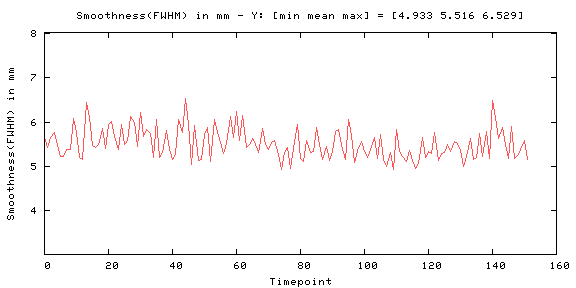 Smoothness(FWHM) in mm - Y: [min mean max] = [4.933 5.516 6.529]
8
7
6
5
4
Smoothness(FWHM) in mm
0 20 40 60 80 100 120 140 160
Timepoint